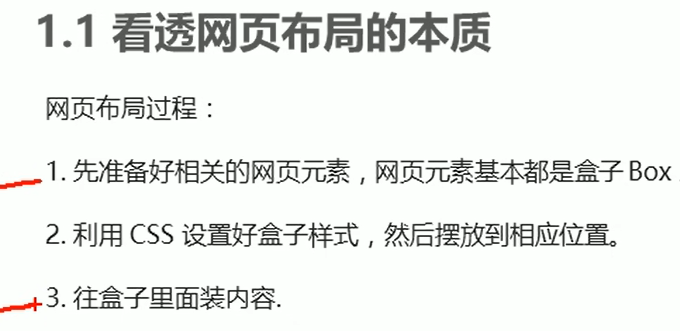 1.1 看透网页布局的本质
网页布局过程：
1. 先准备好相关的网页元素，网页元素基本都是盒子 Box
2. 利用 CSS 设置好盒子样式，然后摆放到相应位置。
3. 往盒子里面装内容.